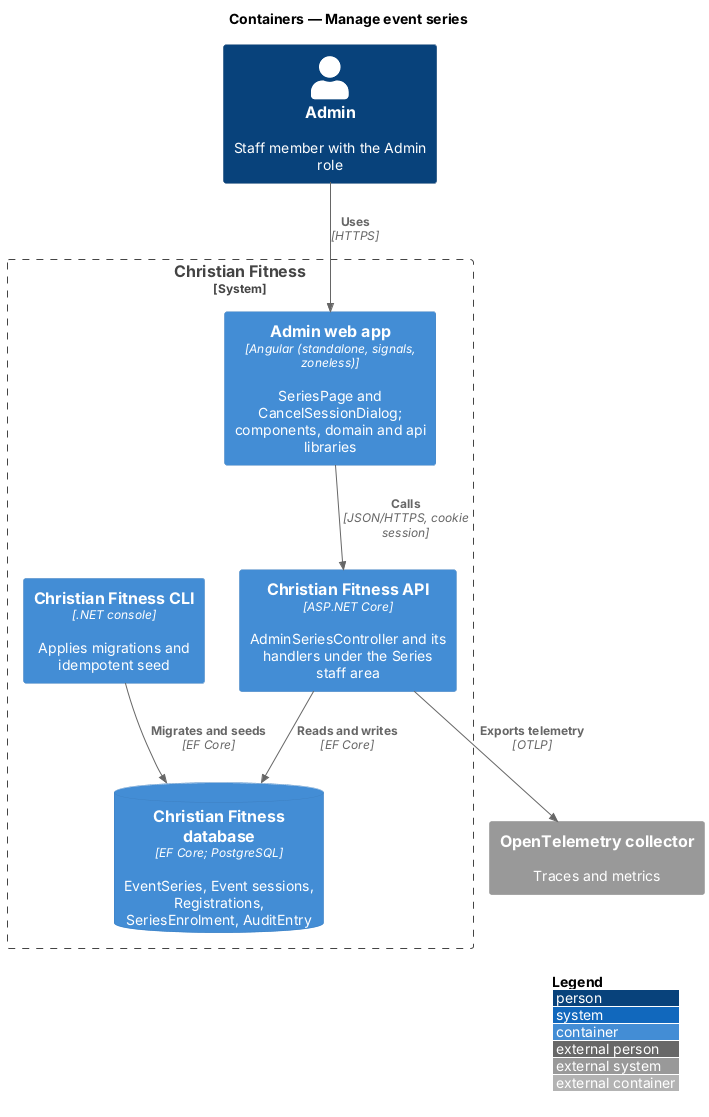 Containers — Manage event series
Admin
Staff member with the Admin
role
Uses
[HTTPS]
Christian Fitness
[System]
Admin web app
[Angular (standalone, signals,
zoneless)]
SeriesPage and
CancelSessionDialog;
components, domain and api
libraries
Calls
[JSON/HTTPS, cookie
session]
Christian Fitness CLI
[.NET console]
Applies migrations and
idempotent seed
Christian Fitness API
[ASP.NET Core]
AdminSeriesController and its
handlers under the Series
staff area
Migrates and seeds
[EF Core]
Reads and writes
[EF Core]
Exports telemetry
[OTLP]
Christian Fitness
database
[EF Core; PostgreSQL]
EventSeries, Event sessions,
Registrations,
SeriesEnrolment, AuditEntry
OpenTelemetry collector
Traces and metrics
Legend
person
system
container
external person
external system
external container